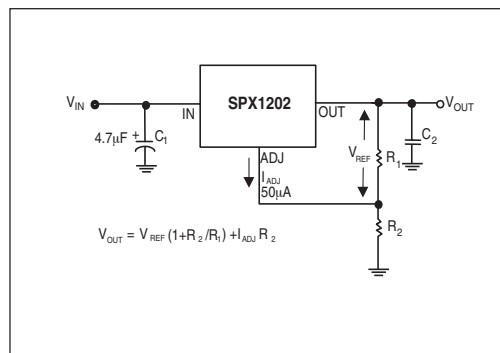 V_IN
IN
SPX1202
OUT
V_OUT
4.7µF + C_1
ADJ
I_ADJ
50µA
V_REF
R_1
C_2
R_2
V_OUT = V_REF (1+R_2/R_1) +I_ADJ R_2